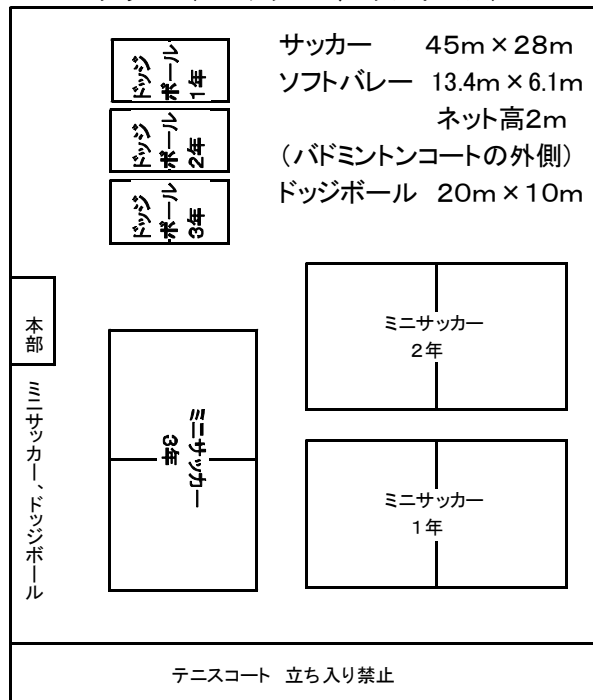 サッカー 45m×28m
ソフトバレー 13.4m×6.1m
ネット高2m
（バドミントンコートの外側）
ドッジボール 20m×10m
ドッジ
ボール
1年
ドッジ
ボール
2年
ドッジ
ボール
3年
本部
ミニサッカー、ドッジボール
ミニサッカー
2年
ミニサッカー
3年
ミニサッカー
1年
テニスコート 立ち入り禁止